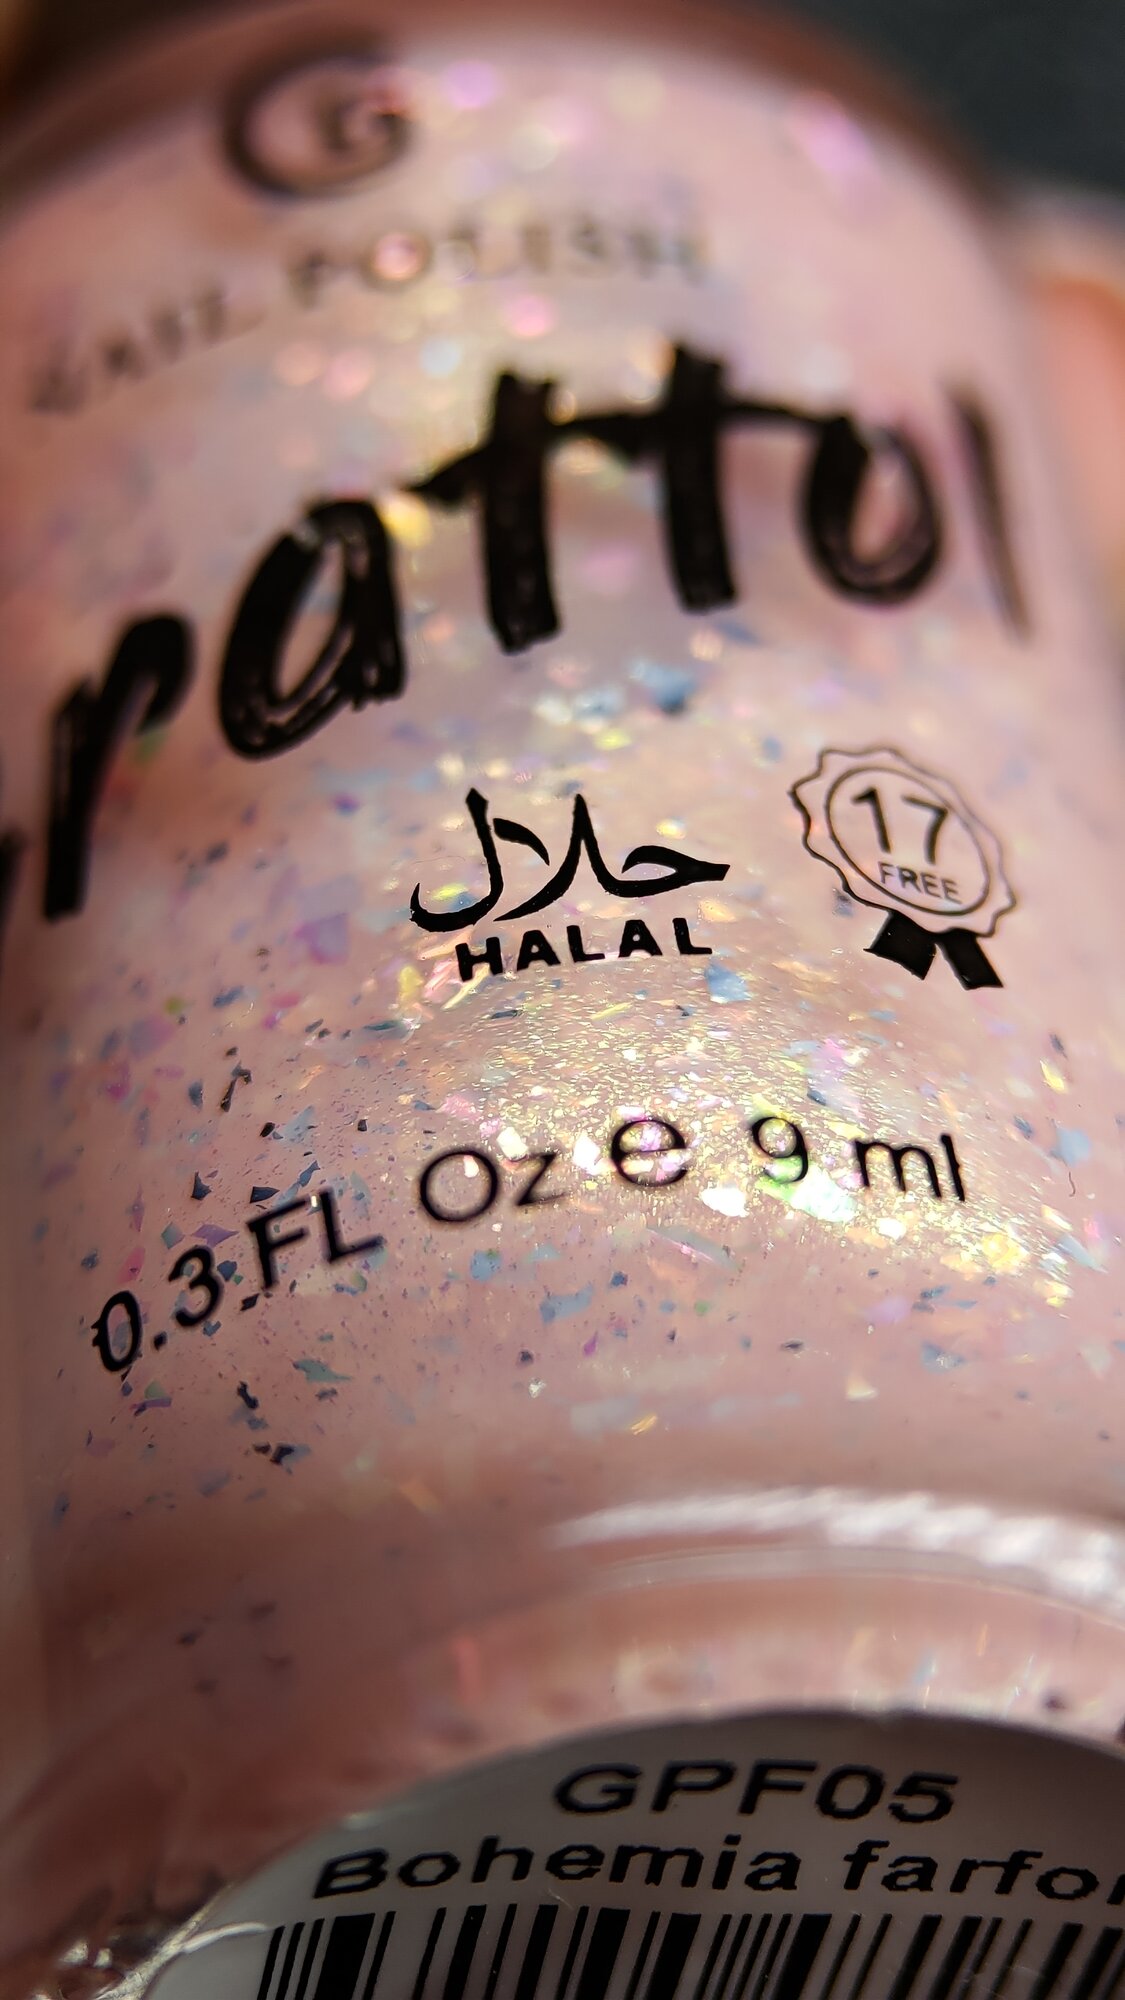 NAIL POLISH
rattol
حلال
HALAL
17
FREE
0.3 FL Oz e 9 ml
GPF05
Bohemia farfor